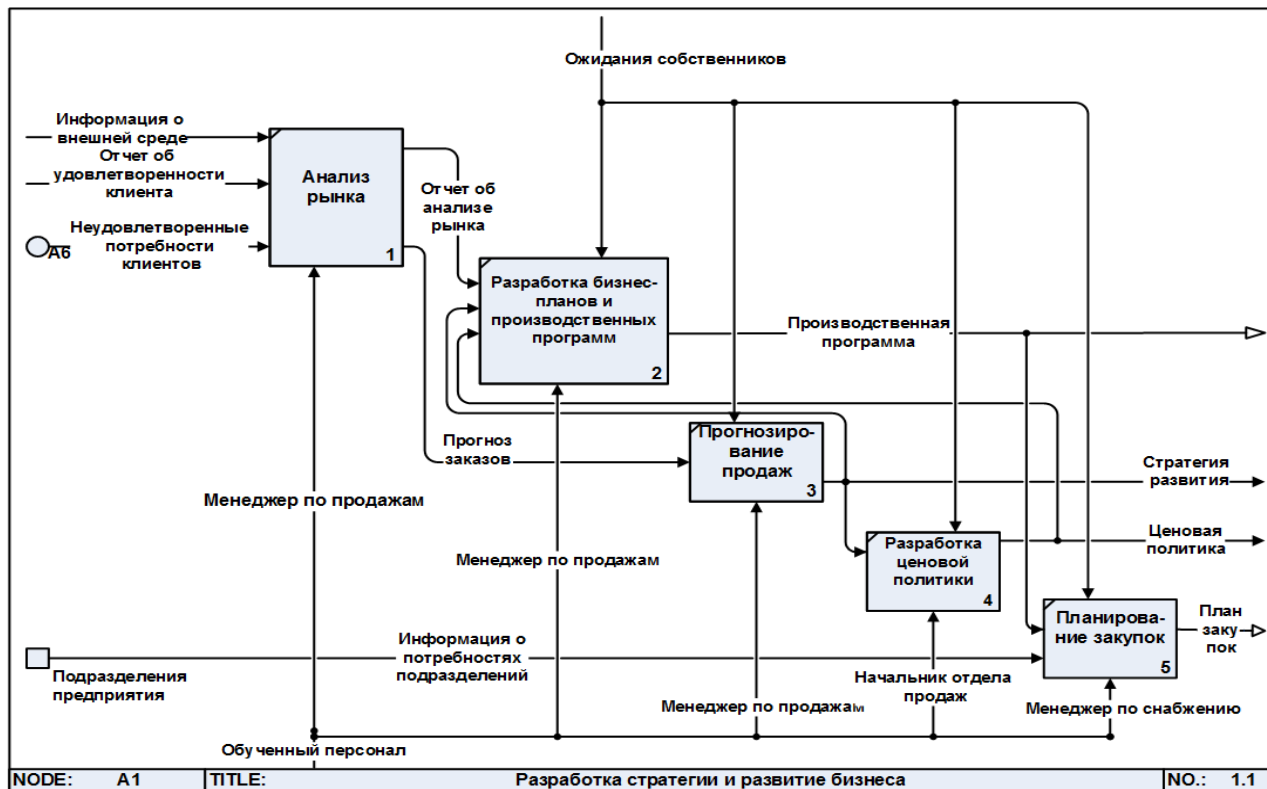 Ожидания собственников
Информация о
внешней среде
Отчет об
удовлетворенности
клиента
Неудовлетворенные
потребности
клиентов
А6
Анализ
рынка
1
Отчет об
анализе
рынка
Разработка бизнес-
планов и
производственных
программ
2
Производственная
программа
Прогноз
заказов
Прогнозиро-
вание
продаж
3
Стратегия
развития
Менеджер по продажам
Менеджер по продажам
Разработка
ценовой
политики
4
Ценовая
политика
Планирова-
ние закупок
5
План
заку
пок
Информация о
потребностях
подразделений
Подразделения
предприятия
Начальник отдела
продаж
Менеджер по продажам
Менеджер по снабжению
Обученный персонал
NODE: А1 TITLE: Разработка стратегии и развитие бизнеса NO.: 1.1